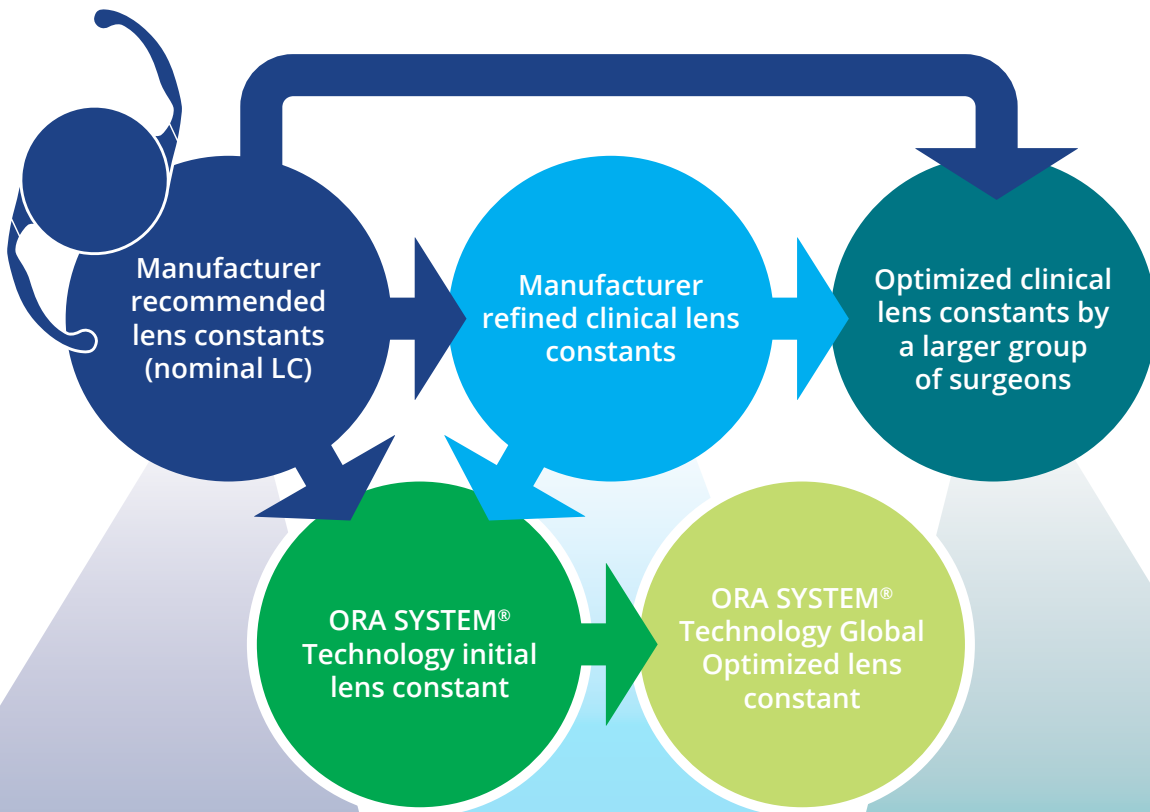 Manufacturer
recommended
lens constants
(nominal LC)
Manufacturer
refined clinical lens
constants
Optimized clinical
lens constants by
a larger group
of surgeons
ORA SYSTEM®
Technology initial
lens constant
ORA SYSTEM®
Technology Global
Optimized lens
constant